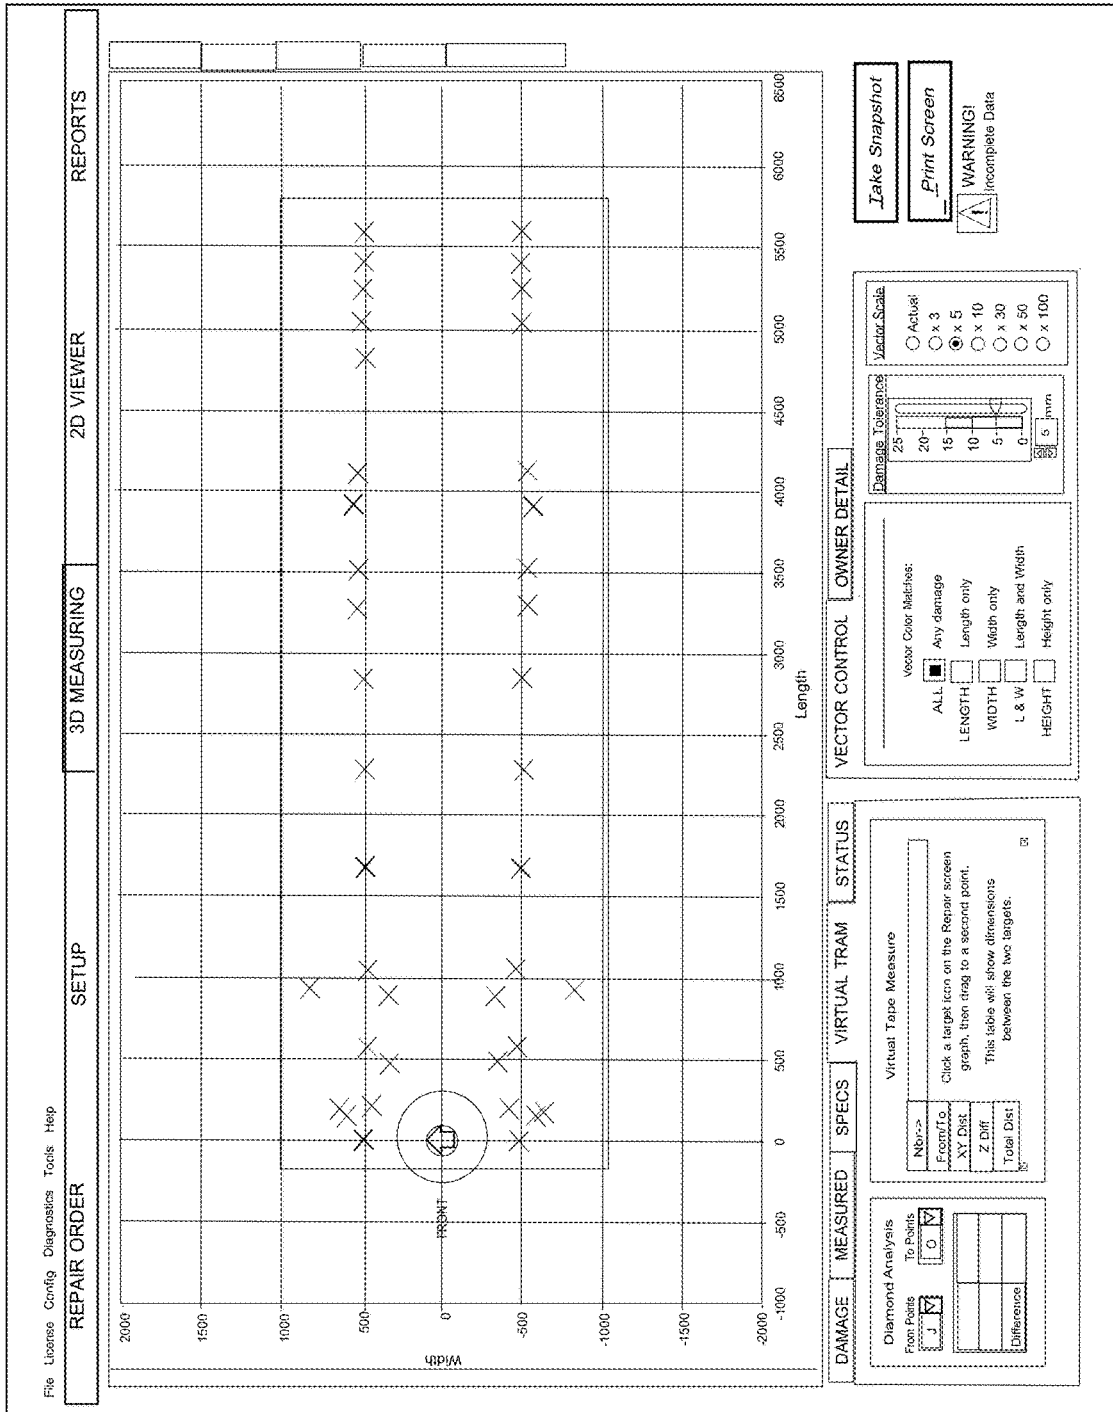 File License Config Diagnostics Tools Help
REPAIR ORDER SETUP 3D MEASURING 2D VIEWER REPORTS
2000
1500
1000
500
0
-500
-1000
-1500
-2000
Width
FRONT
-1000 -500 0 500 1000 1500 2000 2500 3000 3500 4000 4500 5000 5500 6000 6500
Length
DAMAGE MEASURED SPECS VIRTUAL TRAM STATUS
Diamond Analysis
From Points To Points
J O
Difference
Virtual Tape Measure
Nbr->
From/To
XY Dist
Z Diff
Total Dist
Click a target icon on the Repair screen
graph, then drag to a second point.
This table will show dimensions
between the two targets.
VECTOR CONTROL OWNER DETAIL
Vector Color Matches:
ALL Any damage
LENGTH Length only
WIDTH Width only
L & W Length and Width
HEIGHT Height only
Damage Tolerance
25
20
15
10
5
0
5 mm
Vector Scale
Actual
x 3
x 5
x 10
x 30
x 50
x 100
Take Snapshot
Print Screen
WARNING!
Incomplete Data